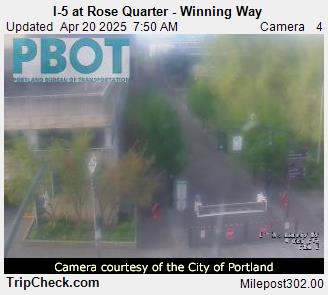 I-5 at Rose Quarter - Winning Way
Updated Apr 20 2025 7:50 AM Camera 4
PBOT
PORTLAND BUREAU OF TRANSPORTATION
Camera courtesy of the City of Portland
TripCheck.com Milepost302.00